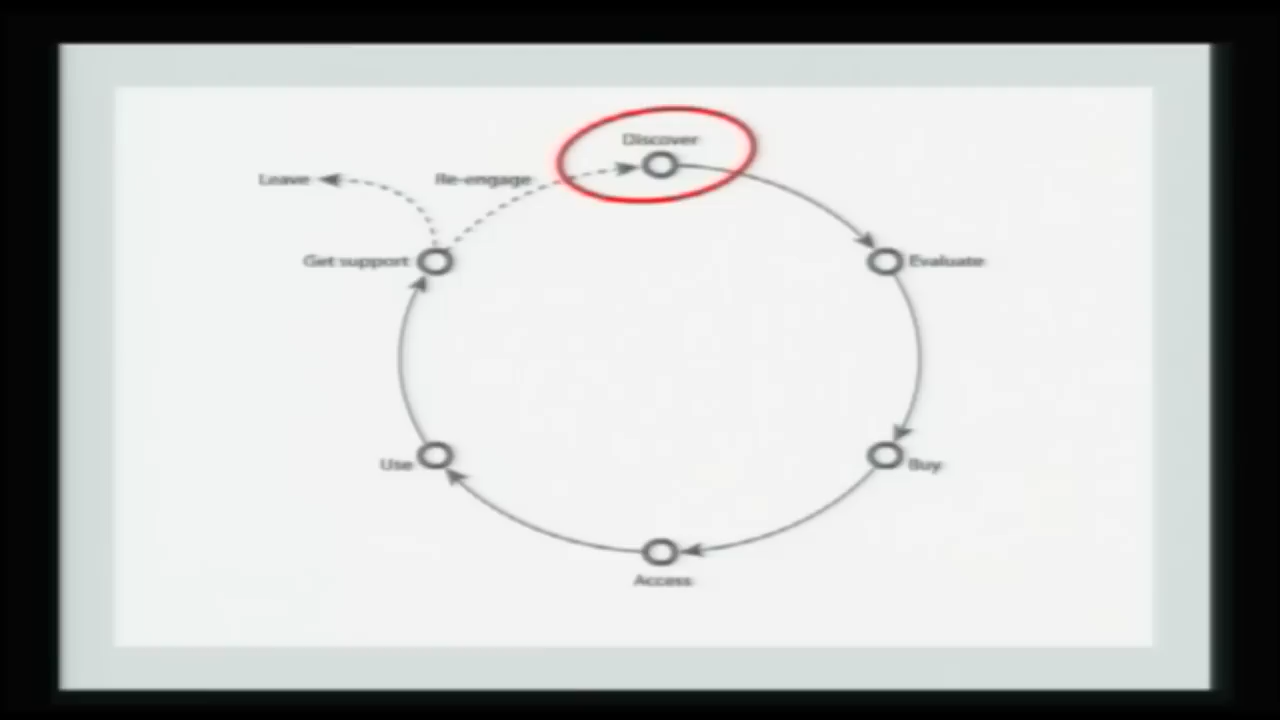 Discover
Leave
Re-engage
Get support
Evaluate
Use
Buy
Access